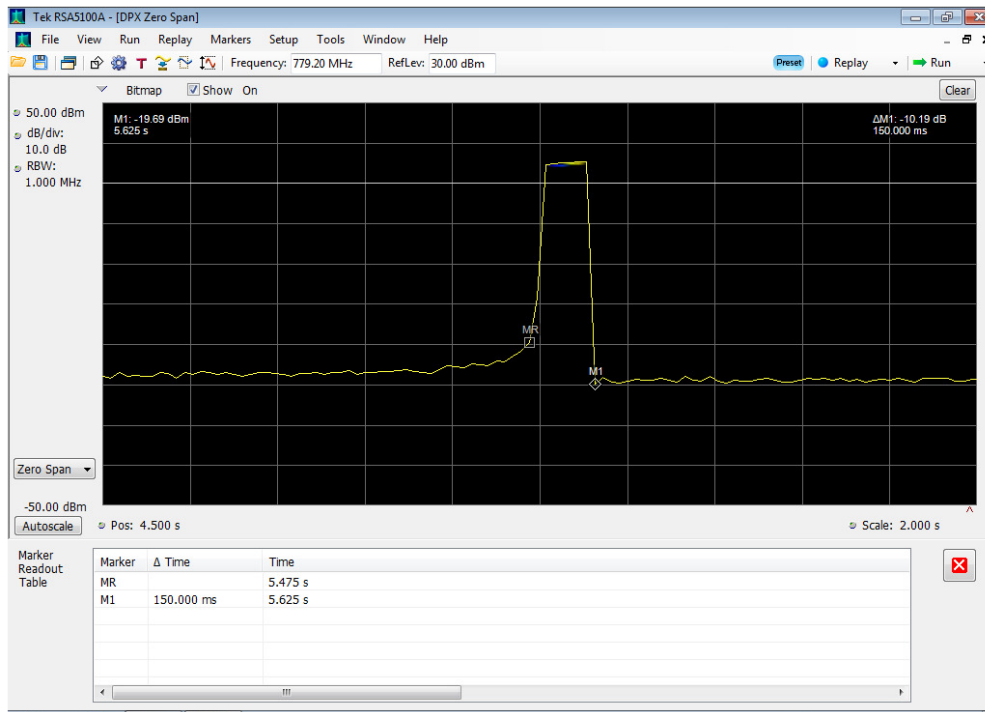 Tek RSA5100A - [DPX Zero Span]
File View Run Replay Markers Setup Tools Window Help
T Frequency: 779.20 MHz RefLev: 30.00 dBm Preset Replay Run
Bitmap Show On Clear
50.00 dBm
dB/div:
10.0 dB
RBW:
1.000 MHz
M1: -19.69 dBm
5.625 s
ΔM1: -10.19 dB
150.000 ms
MR
M1
Zero Span
-50.00 dBm
Autoscale Pos: 4.500 s Scale: 2.000 s
Marker
Readout
Table
Marker Δ Time Time
MR 5.475 s
M1 150.000 ms 5.625 s